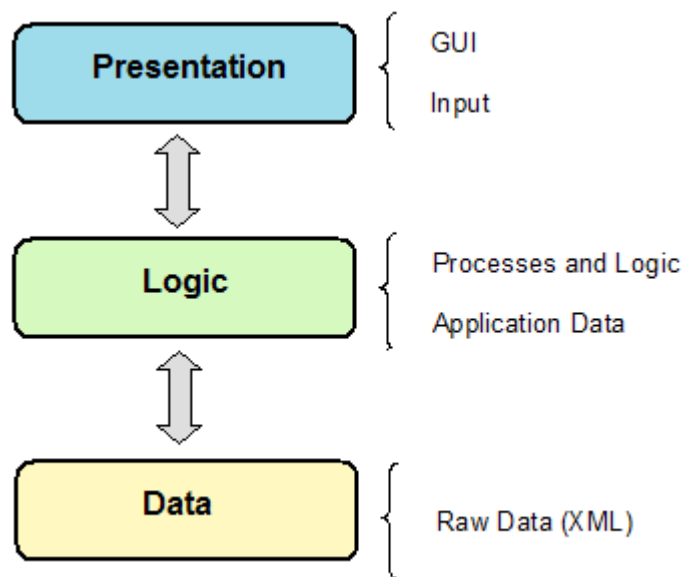 Presentation
GUI
Input
Logic
Processes and Logic
Application Data
Data
Raw Data (XML)